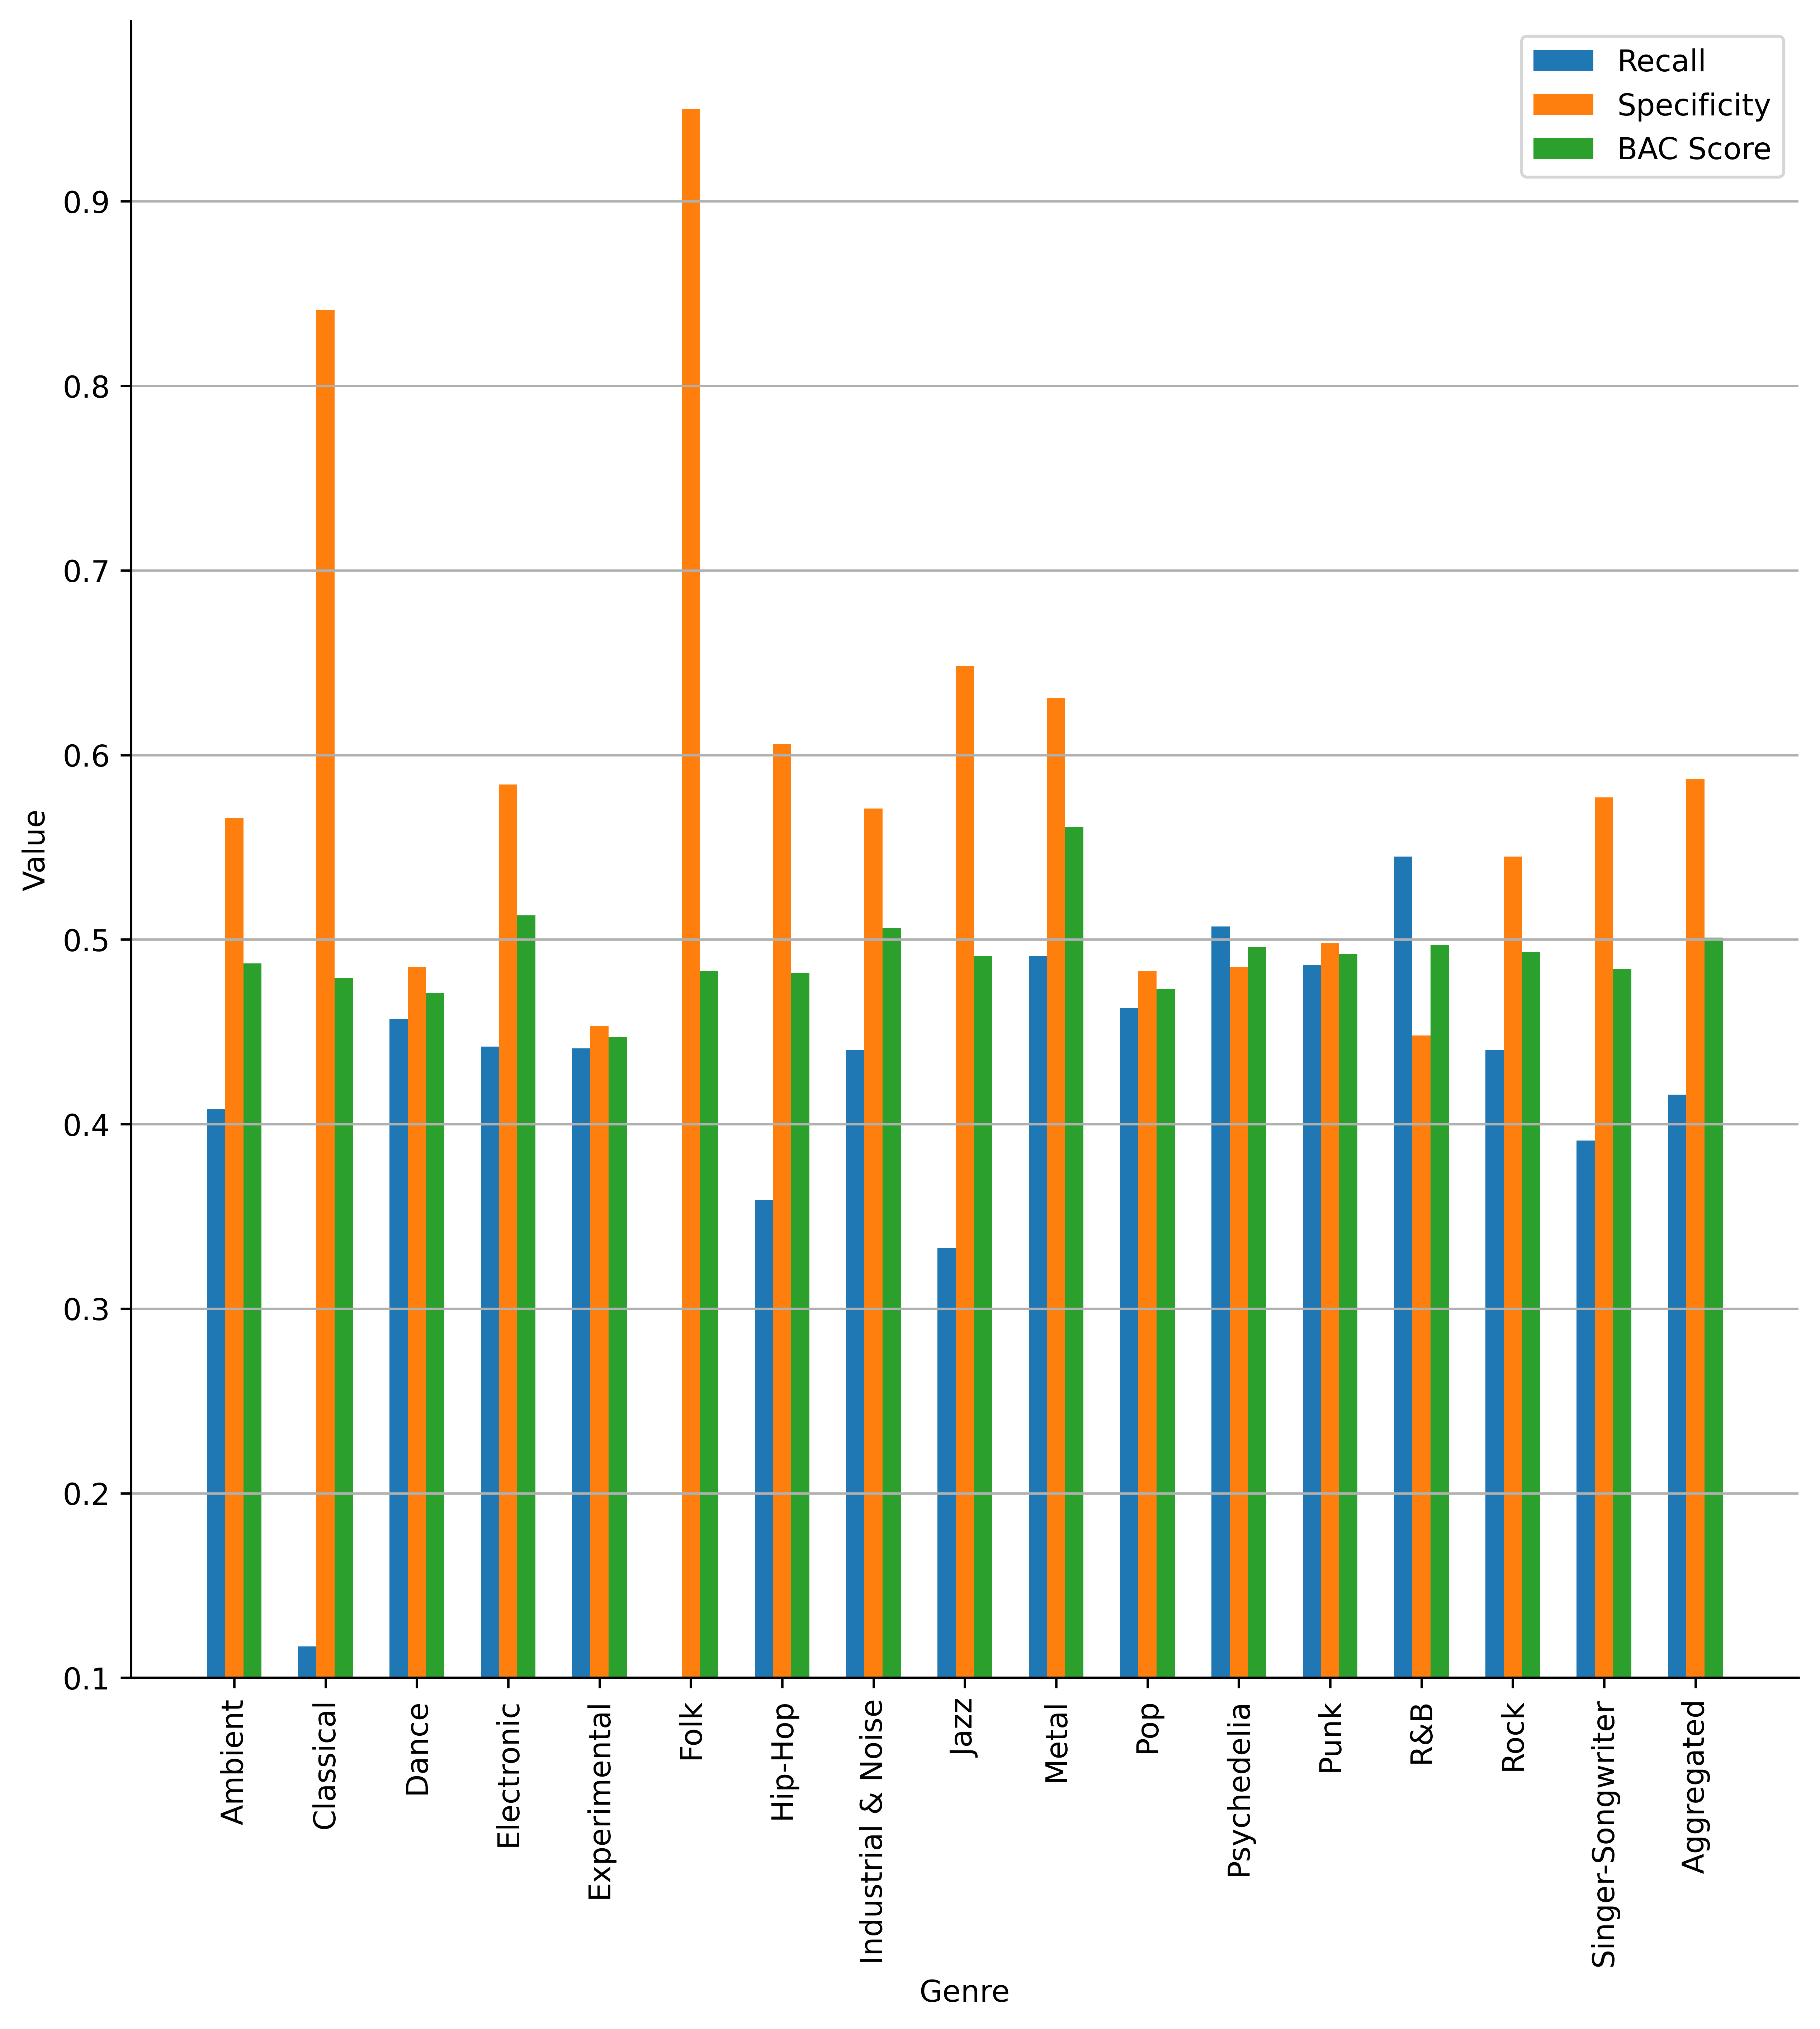 Recall
Specificity
BAC Score
0.9
0.8
0.7
0.6
0.5
0.4
0.3
0.2
0.1
Value
Ambient
Classical
Dance
Electronic
Experimental
Folk
Hip-Hop
Industrial & Noise
Jazz
Metal
Pop
Psychedelia
Punk
R&B
Rock
Singer-Songwriter
Aggregated
Genre